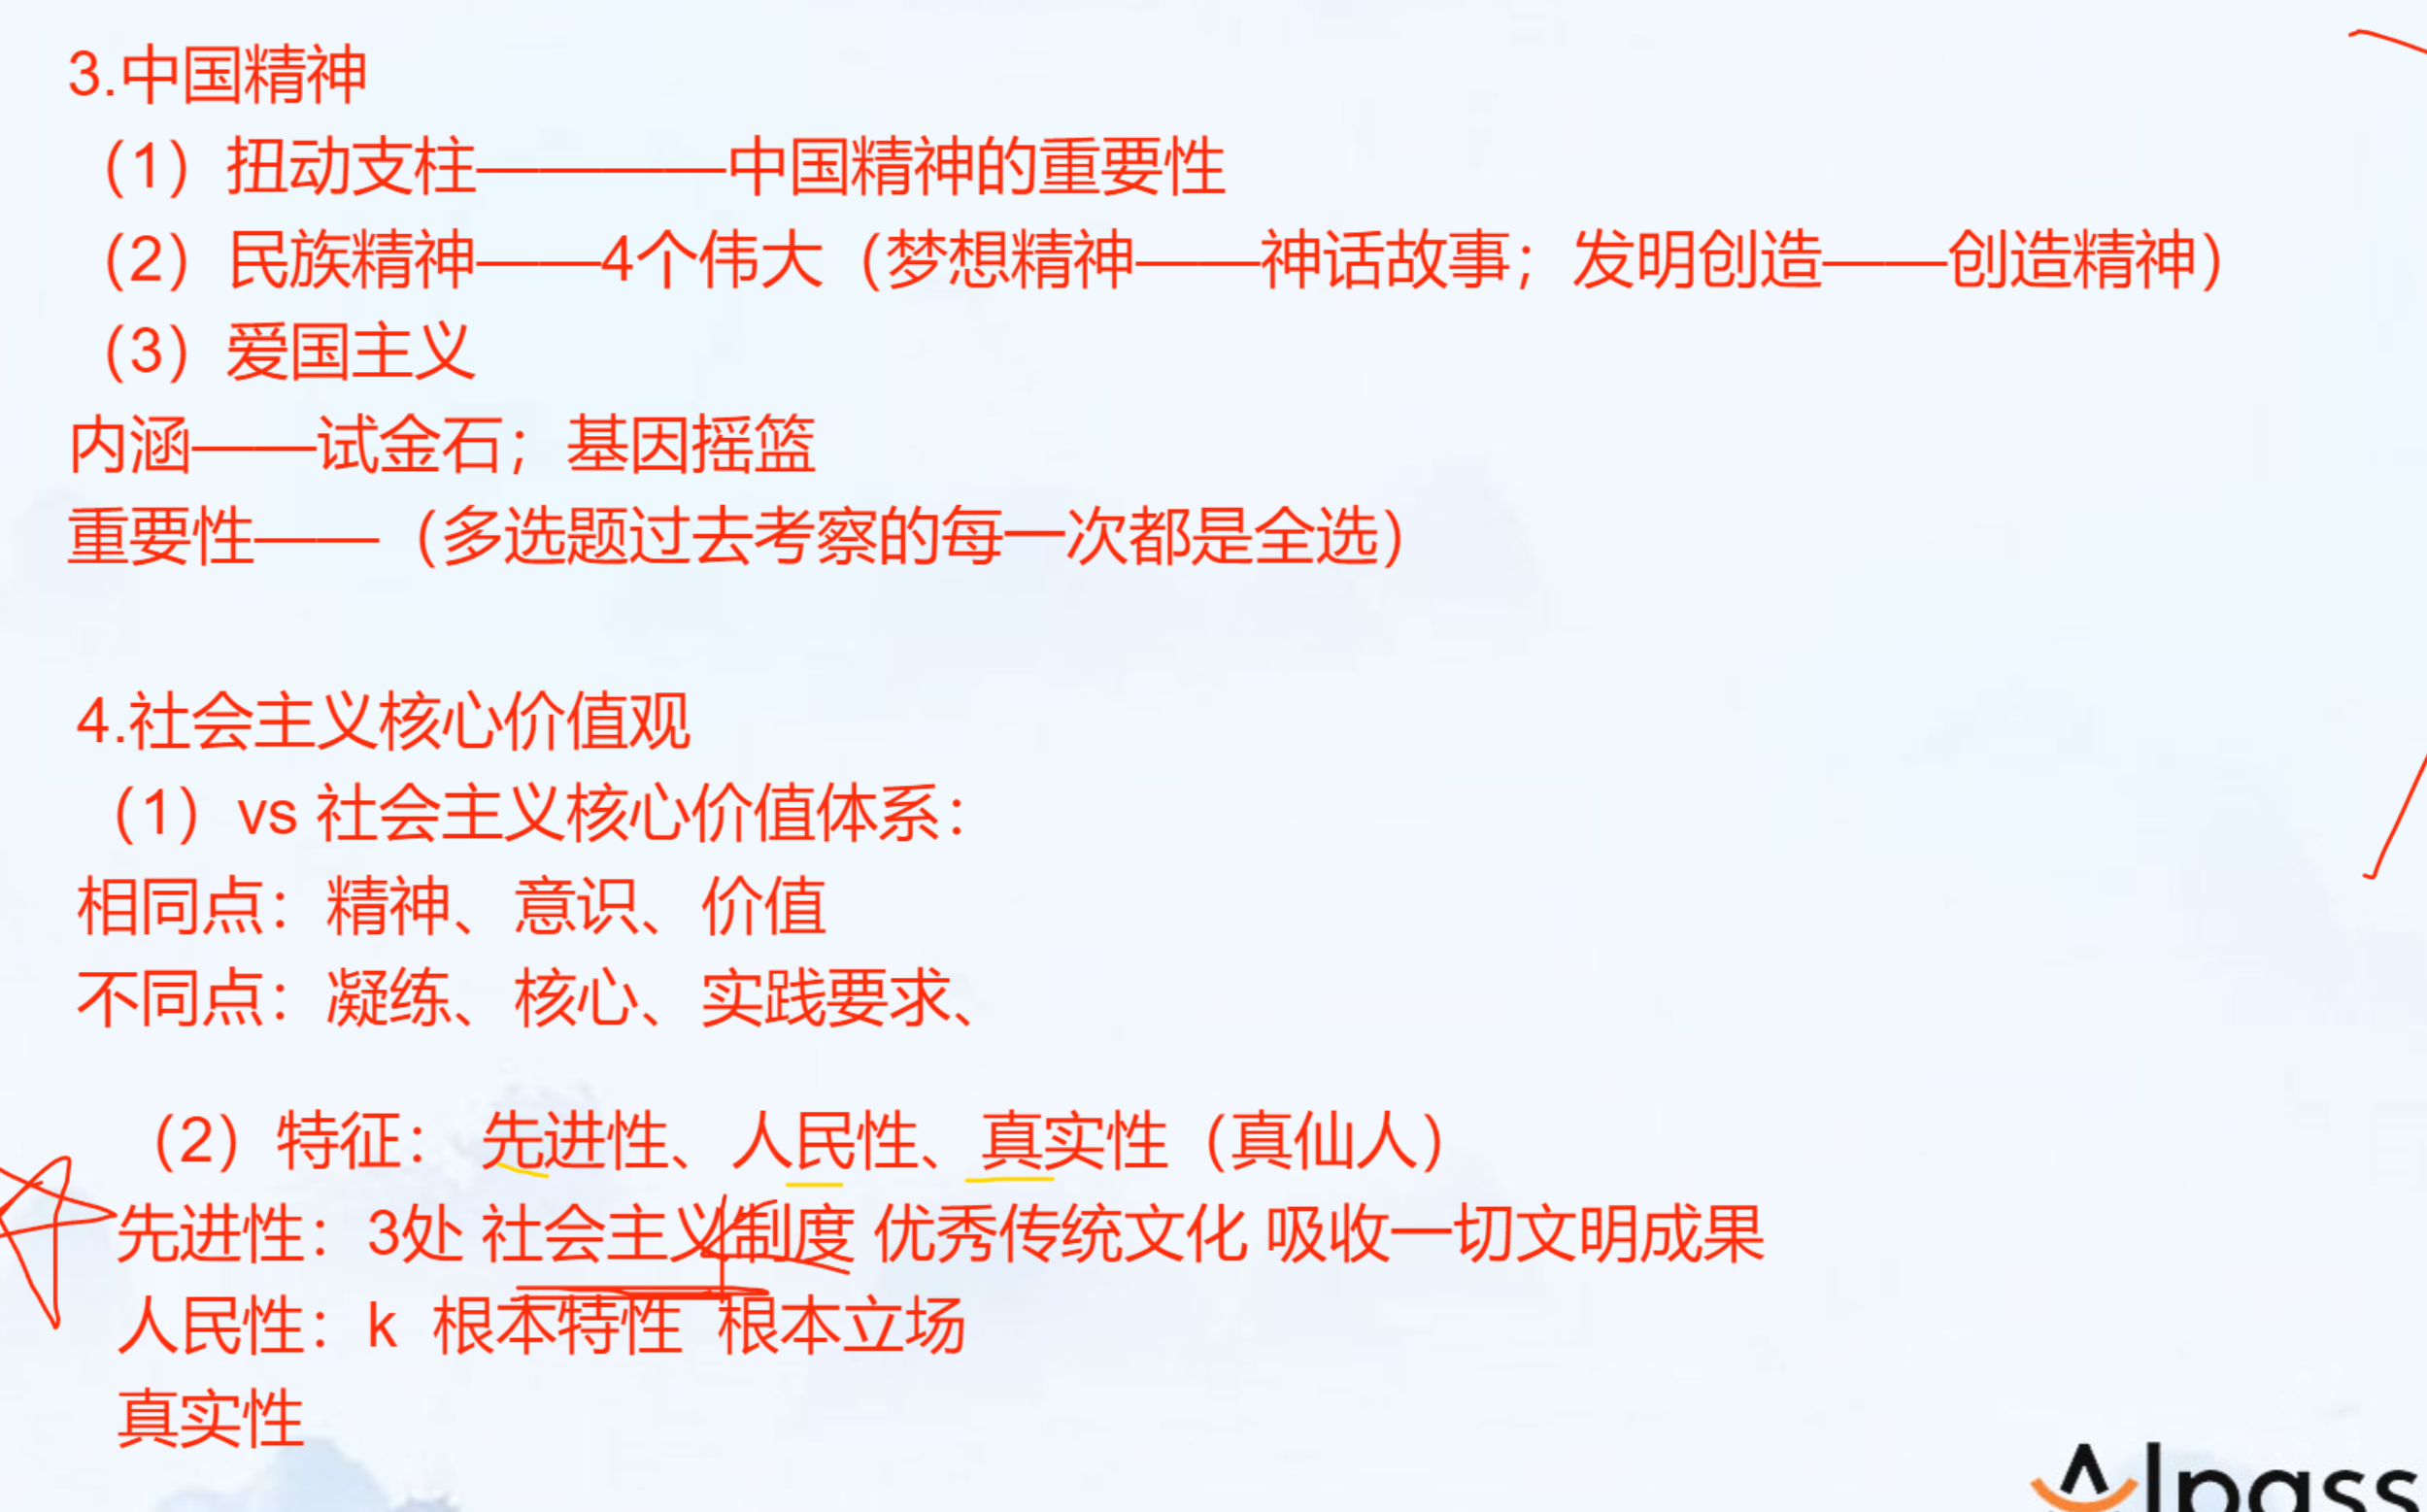 3.中国精神
（1）扭动支柱————中国精神的重要性
（2）民族精神——4个伟大（梦想精神——神话故事；发明创造——创造精神）
（3）爱国主义
内涵——试金石；基因摇篮
重要性——（多选题过去考察的每一次都是全选）
4.社会主义核心价值观
（1）vs 社会主义核心价值体系：
相同点：精神、意识、价值
不同点：凝练、核心、实践要求、
（2）特征： 先进性、人民性、真实性（真仙人）
先进性：3处 社会主义制度 优秀传统文化 吸收一切文明成果
人民性：k 根本特性 根本立场
真实性